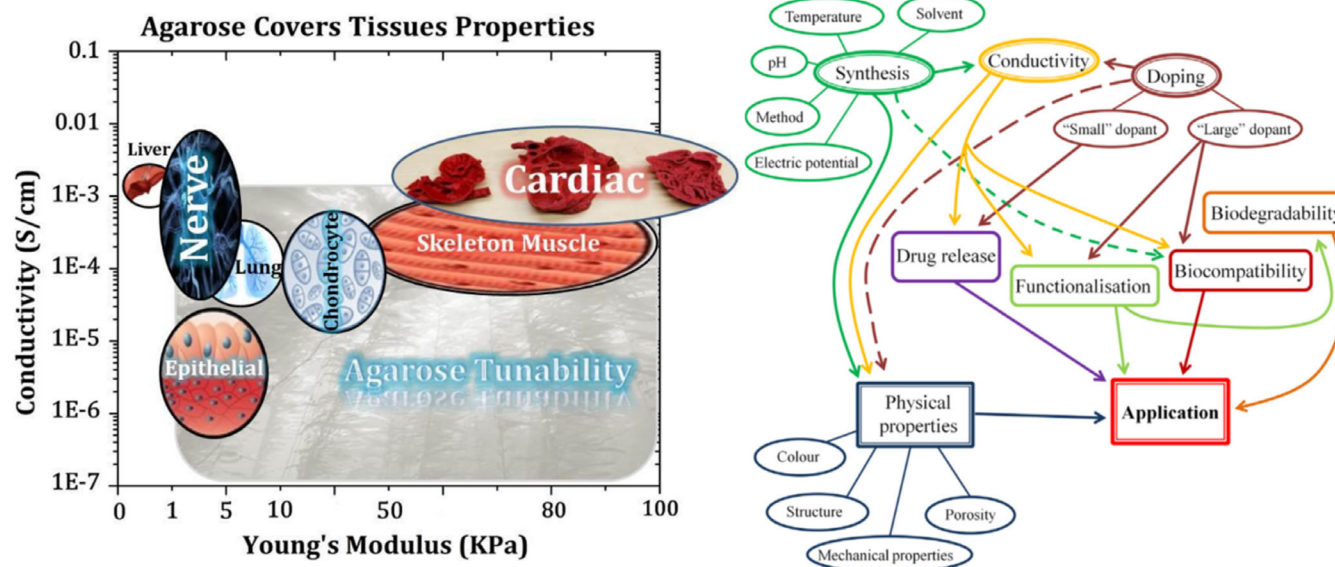 Agarose Covers Tissues Properties
Conductivity (S/cm)
0.1
0.01
1E-3
1E-4
1E-5
1E-6
1E-7
Liver
Nerve
Lung
Epithelial
Chondrocyte
Cardiac
Skeleton Muscle
Agarose Tunability
0 1 5 10 50 80 100
Young's Modulus (KPa)
Temperature
Solvent
pH
Synthesis
Conductivity
Doping
Method
"Small" dopant
"Large" dopant
Electric potential
Biodegradability
Drug release
Functionalisation
Biocompatibility
Physical
properties
Application
Colour
Structure
Porosity
Mechanical properties